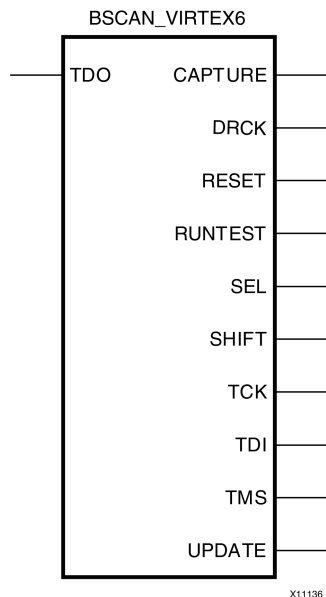 BSCAN_VIRTEX6
TDO CAPTURE
DRCK
RESET
RUNTEST
SEL
SHIFT
TCK
TDI
TMS
UPDATE
X11136